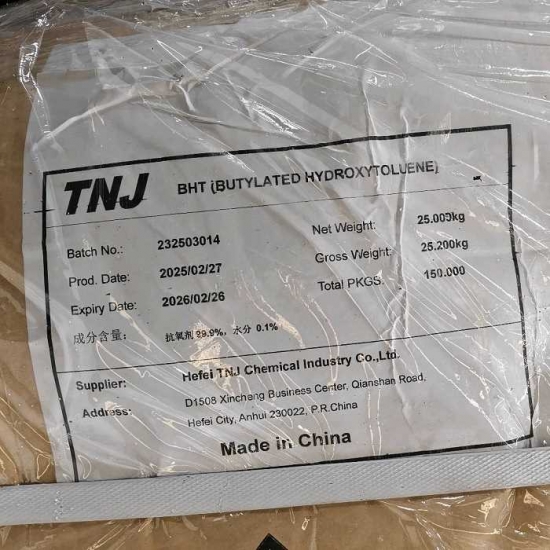 TNJ BHT (BUTYLATED HYDROXYTOLUENE)
Batch No.: 232503014 Net Weight: 25.000kg
Prod. Date: 2025/02/27 Gross Weight: 25.200kg
Expiry Date: 2026/02/26 Total PKGS: 150.000
成分含量: 抗氧剂 99.9%, 水分 0.1%
Supplier: Hefei TNJ Chemical Industry Co.,Ltd.
Address: D1508 Xincheng Business Center, Qianshan Road,
Hefei City, Anhui 230022, P.R.China
Made in China